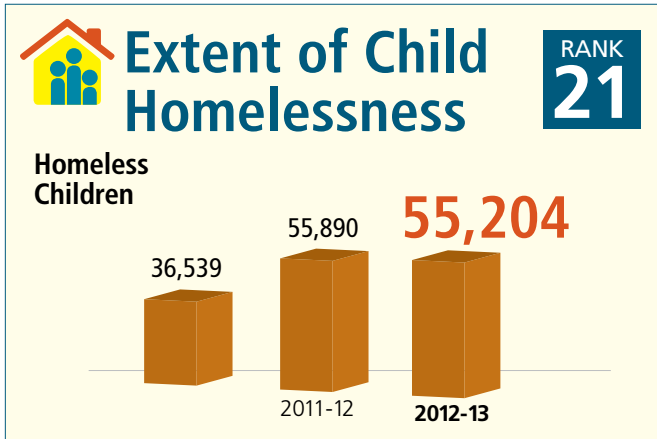 Extent of Child
Homelessness
RANK
21
Homeless
Children
36,539
55,890
55,204
2011-12
2012-13